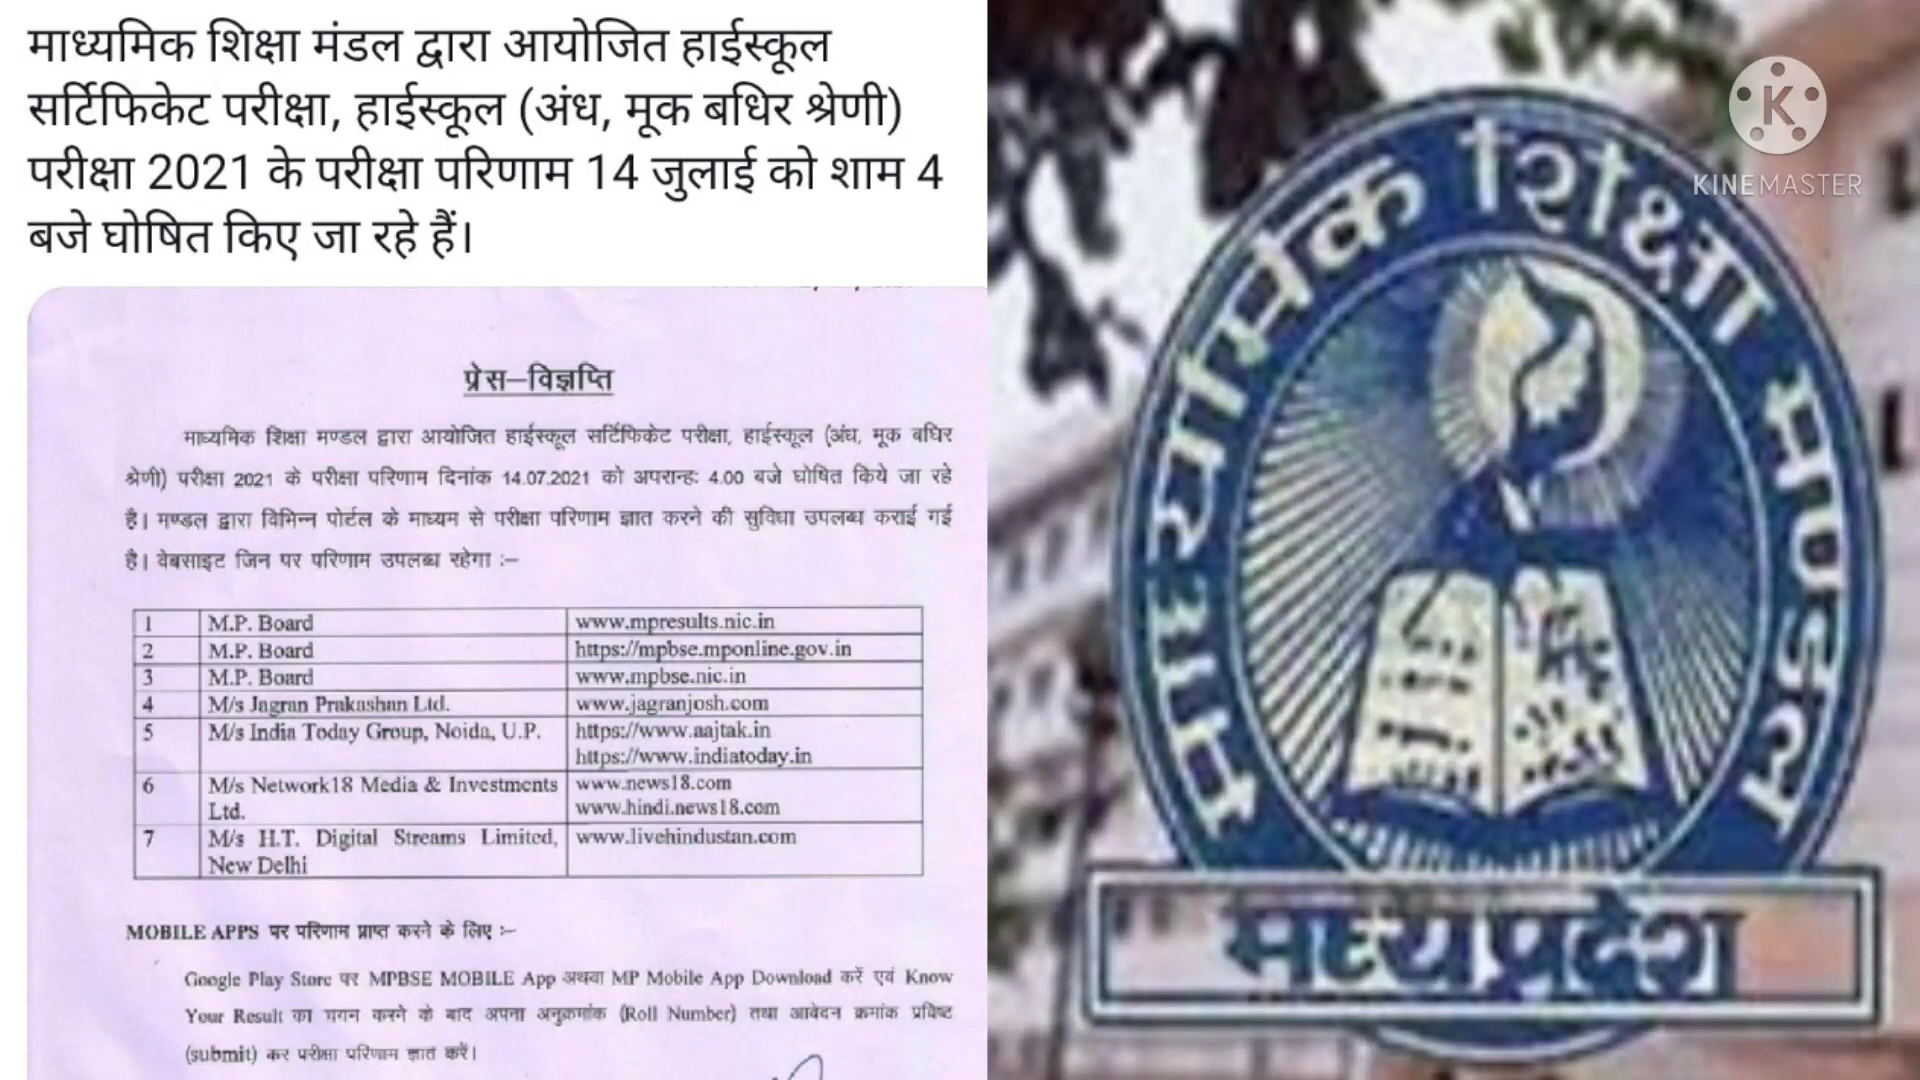 माध्यमिक शिक्षा मंडल द्वारा आयोजित हाईस्कूल
सर्टिफिकेट परीक्षा, हाईस्कूल (अंध, मूक बधिर श्रेणी)
परीक्षा 2021 के परीक्षा परिणाम 14 जुलाई को शाम 4
बजे घोषित किए जा रहे हैं।
प्रेस–विज्ञप्ति
माध्यमिक शिक्षा मण्डल द्वारा आयोजित हाईस्कूल सर्टिफिकेट परीक्षा, हाईस्कूल (अंध, मूक बधिर
श्रेणी) परीक्षा 2021 के परीक्षा परिणाम दिनांक 14.07.2021 को अपरान्हः 4.00 बजे घोषित किये जा रहे
है। मण्डल द्वारा विभिन्न पोर्टल के माध्यम से परीक्षा परिणाम ज्ञात करने की सुविधा उपलब्ध कराई गई
है। वेबसाइट जिन पर परिणाम उपलब्ध रहेगा :–
1 M.P. Board www.mpresults.nic.in
2 M.P. Board https://mpbse.mponline.gov.in
3 M.P. Board www.mpbse.nic.in
4 M/s Jagran Prakashan Ltd. www.jagranjosh.com
5 M/s India Today Group, Noida, U.P. https://www.aajtak.in
https://www.indiatoday.in
6 M/s Network18 Media & Investments www.news18.com
Ltd. www.hindi.news18.com
7 M/s H.T. Digital Streams Limited, www.livehindustan.com
New Delhi
MOBILE APPS पर परिणाम प्राप्त करने के लिए :–
Google Play Store पर MPBSE MOBILE App अथवा MP Mobile App Download करें एवं Know
Your Result का चयन करने के बाद अपना अनुक्रमांक (Roll Number) तथा आवेदन क्रमांक प्रविष्ट
(submit) कर परीक्षा परिणाम ज्ञात करें।
माध्यमिक शिक्षा मण्डल
मध्यप्रदेश
K
KINEMASTER